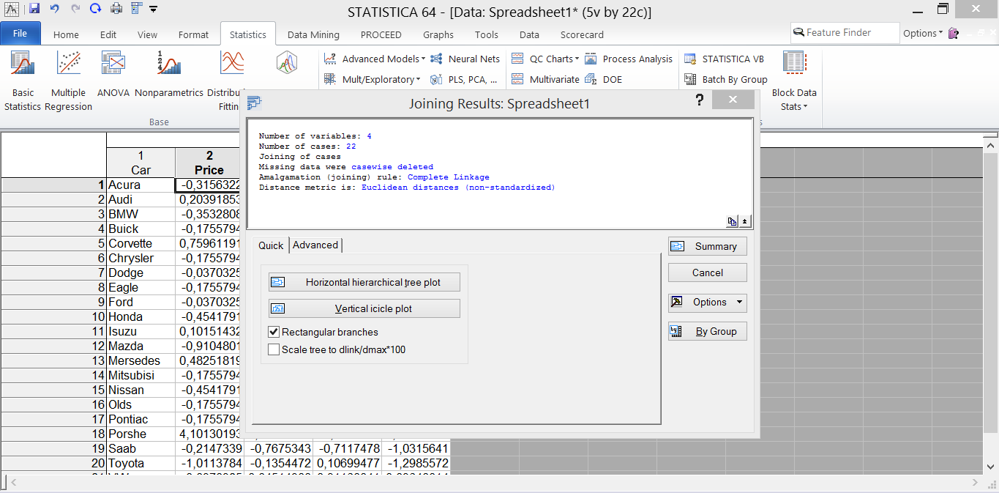 STATISTICA 64 - [Data: Spreadsheet1* (5v by 22c)]
File Home Edit View Format Statistics Data Mining PROCEED Graphs Tools Data Scorecard Feature Finder Options
Advanced Models Neural Nets QC Charts Process Analysis STATISTICA VB
Mult/Exploratory PLS, PCA, ... Multivariate DOE Batch By Group
Basic Statistics
Multiple Regression
ANOVA
Nonparametrics
Block Data Stats
Base
Joining Results: Spreadsheet1
Number of variables: 4
Number of cases: 22
Joining of cases
Missing data were casewise deleted
Amalgamation (joining) rule: Complete Linkage
Distance metric is: Euclidean distances (non-standardized)
Quick Advanced
Horizontal hierarchical tree plot
Vertical icicle plot
Rectangular branches
Scale tree to dlink/dmax*100
Summary
Cancel
Options
By Group
1 2
Car Price
1 Acura -0,3156322
2 Audi 0,20391853
3 BMW -0,3532808
4 Buick -0,1755794
5 Corvette 0,75961191
6 Chrysler -0,1755794
7 Dodge -0,0370325
8 Eagle -0,1755794
9 Ford -0,0370325
10 Honda -0,4541791
11 Isuzu 0,10151432
12 Mazda -0,9104801
13 Mersedes 0,48251819
14 Mitsubisi -0,1755794
15 Nissan -0,4541791
16 Olds -0,1755794
17 Pontiac -0,1755794
18 Porshe 4,10130193
19 Saab -0,2147339 -0,7675343 -0,7117478 -1,0315641
20 Toyota -1,0113784 -0,1354472 0,10699477 -1,2985572